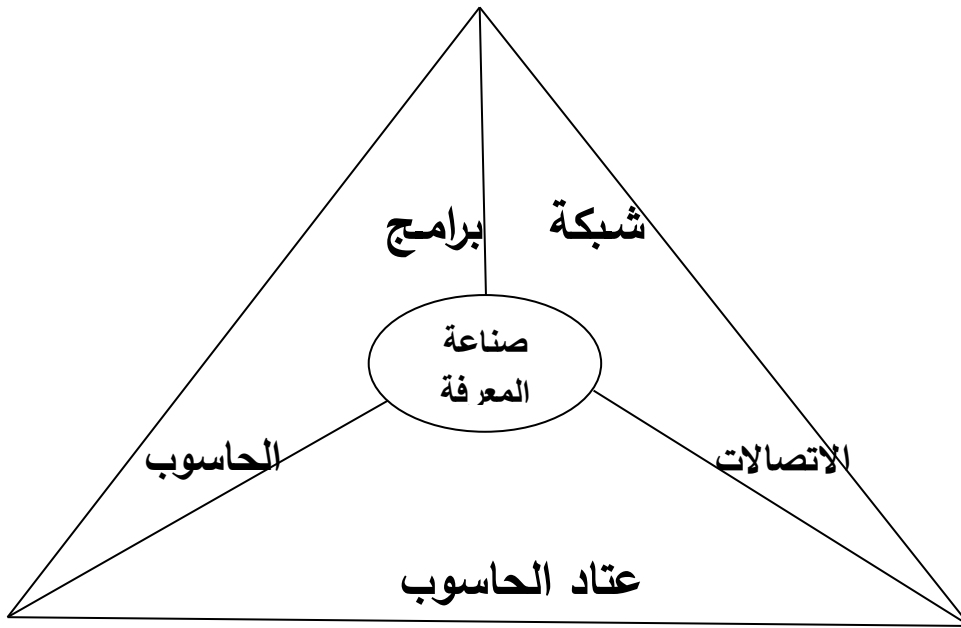 شبكة
برامج
صناعة
المعرفة
الاتصالات
الحاسوب
عتاد الحاسوب